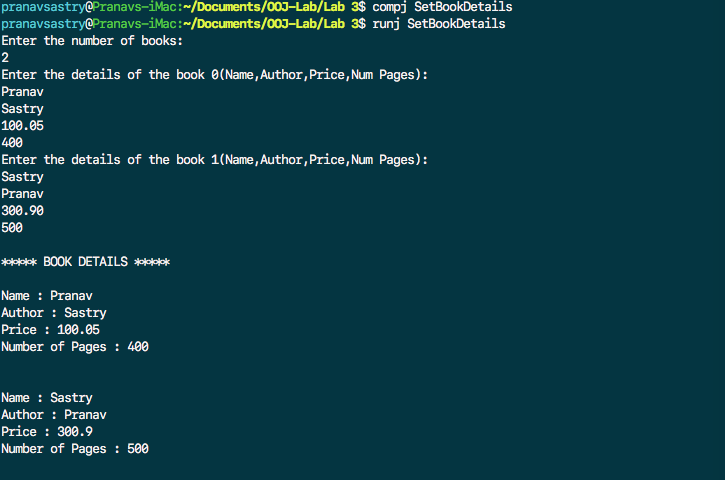 pranavsastry@Pranavs-iMac:~/Documents/OOJ-Lab/Lab 3$ compj SetBookDetails
pranavsastry@Pranavs-iMac:~/Documents/OOJ-Lab/Lab 3$ runj SetBookDetails
Enter the number of books:
2
Enter the details of the book 0(Name,Author,Price,Num Pages):
Pranav
Sastry
100.05
400
Enter the details of the book 1(Name,Author,Price,Num Pages):
Sastry
Pranav
300.90
500
***** BOOK DETAILS *****
Name : Pranav
Author : Sastry
Price : 100.05
Number of Pages : 400
Name : Sastry
Author : Pranav
Price : 300.9
Number of Pages : 500